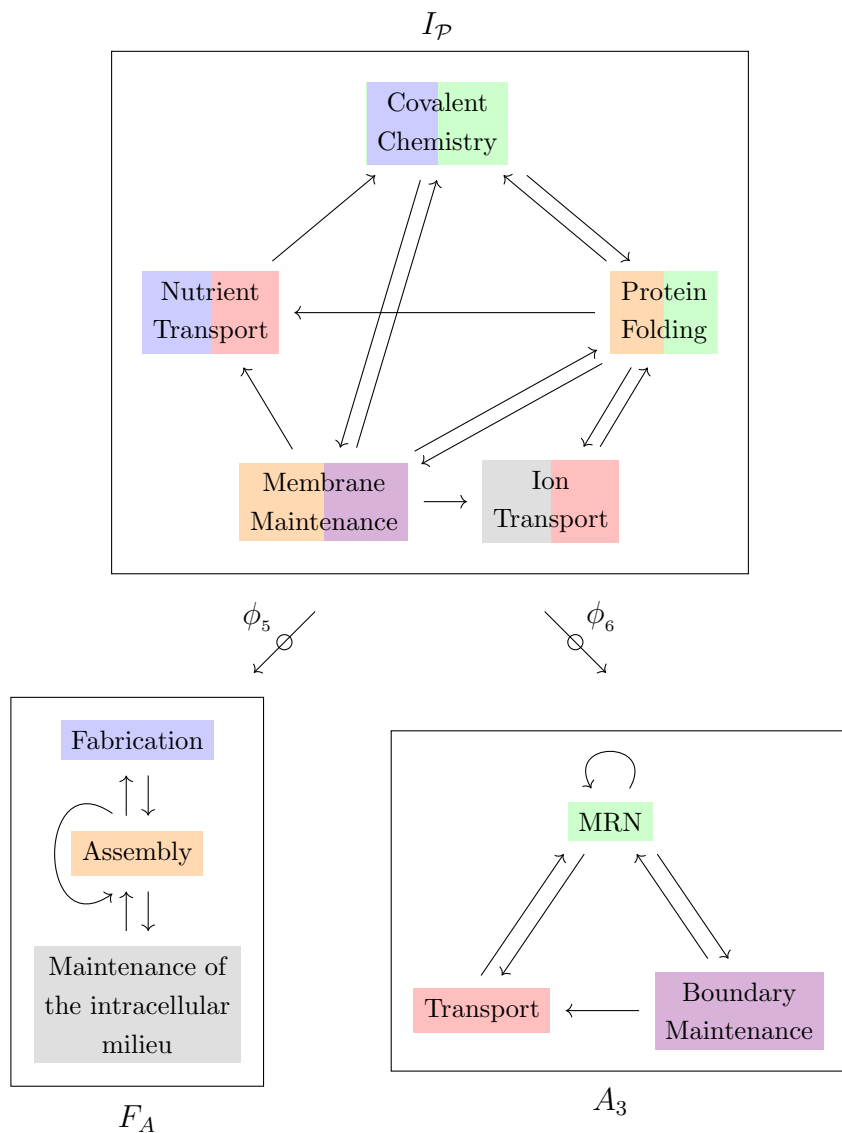 I_P
Covalent
Chemistry
Nutrient
Transport
Protein
Folding
Membrane
Maintenance
Ion
Transport
ϕ₅
ϕ₆
Fabrication
Assembly
Maintenance of
the intracellular
milieu
F_A
MRN
Transport
Boundary
Maintenance
A₃